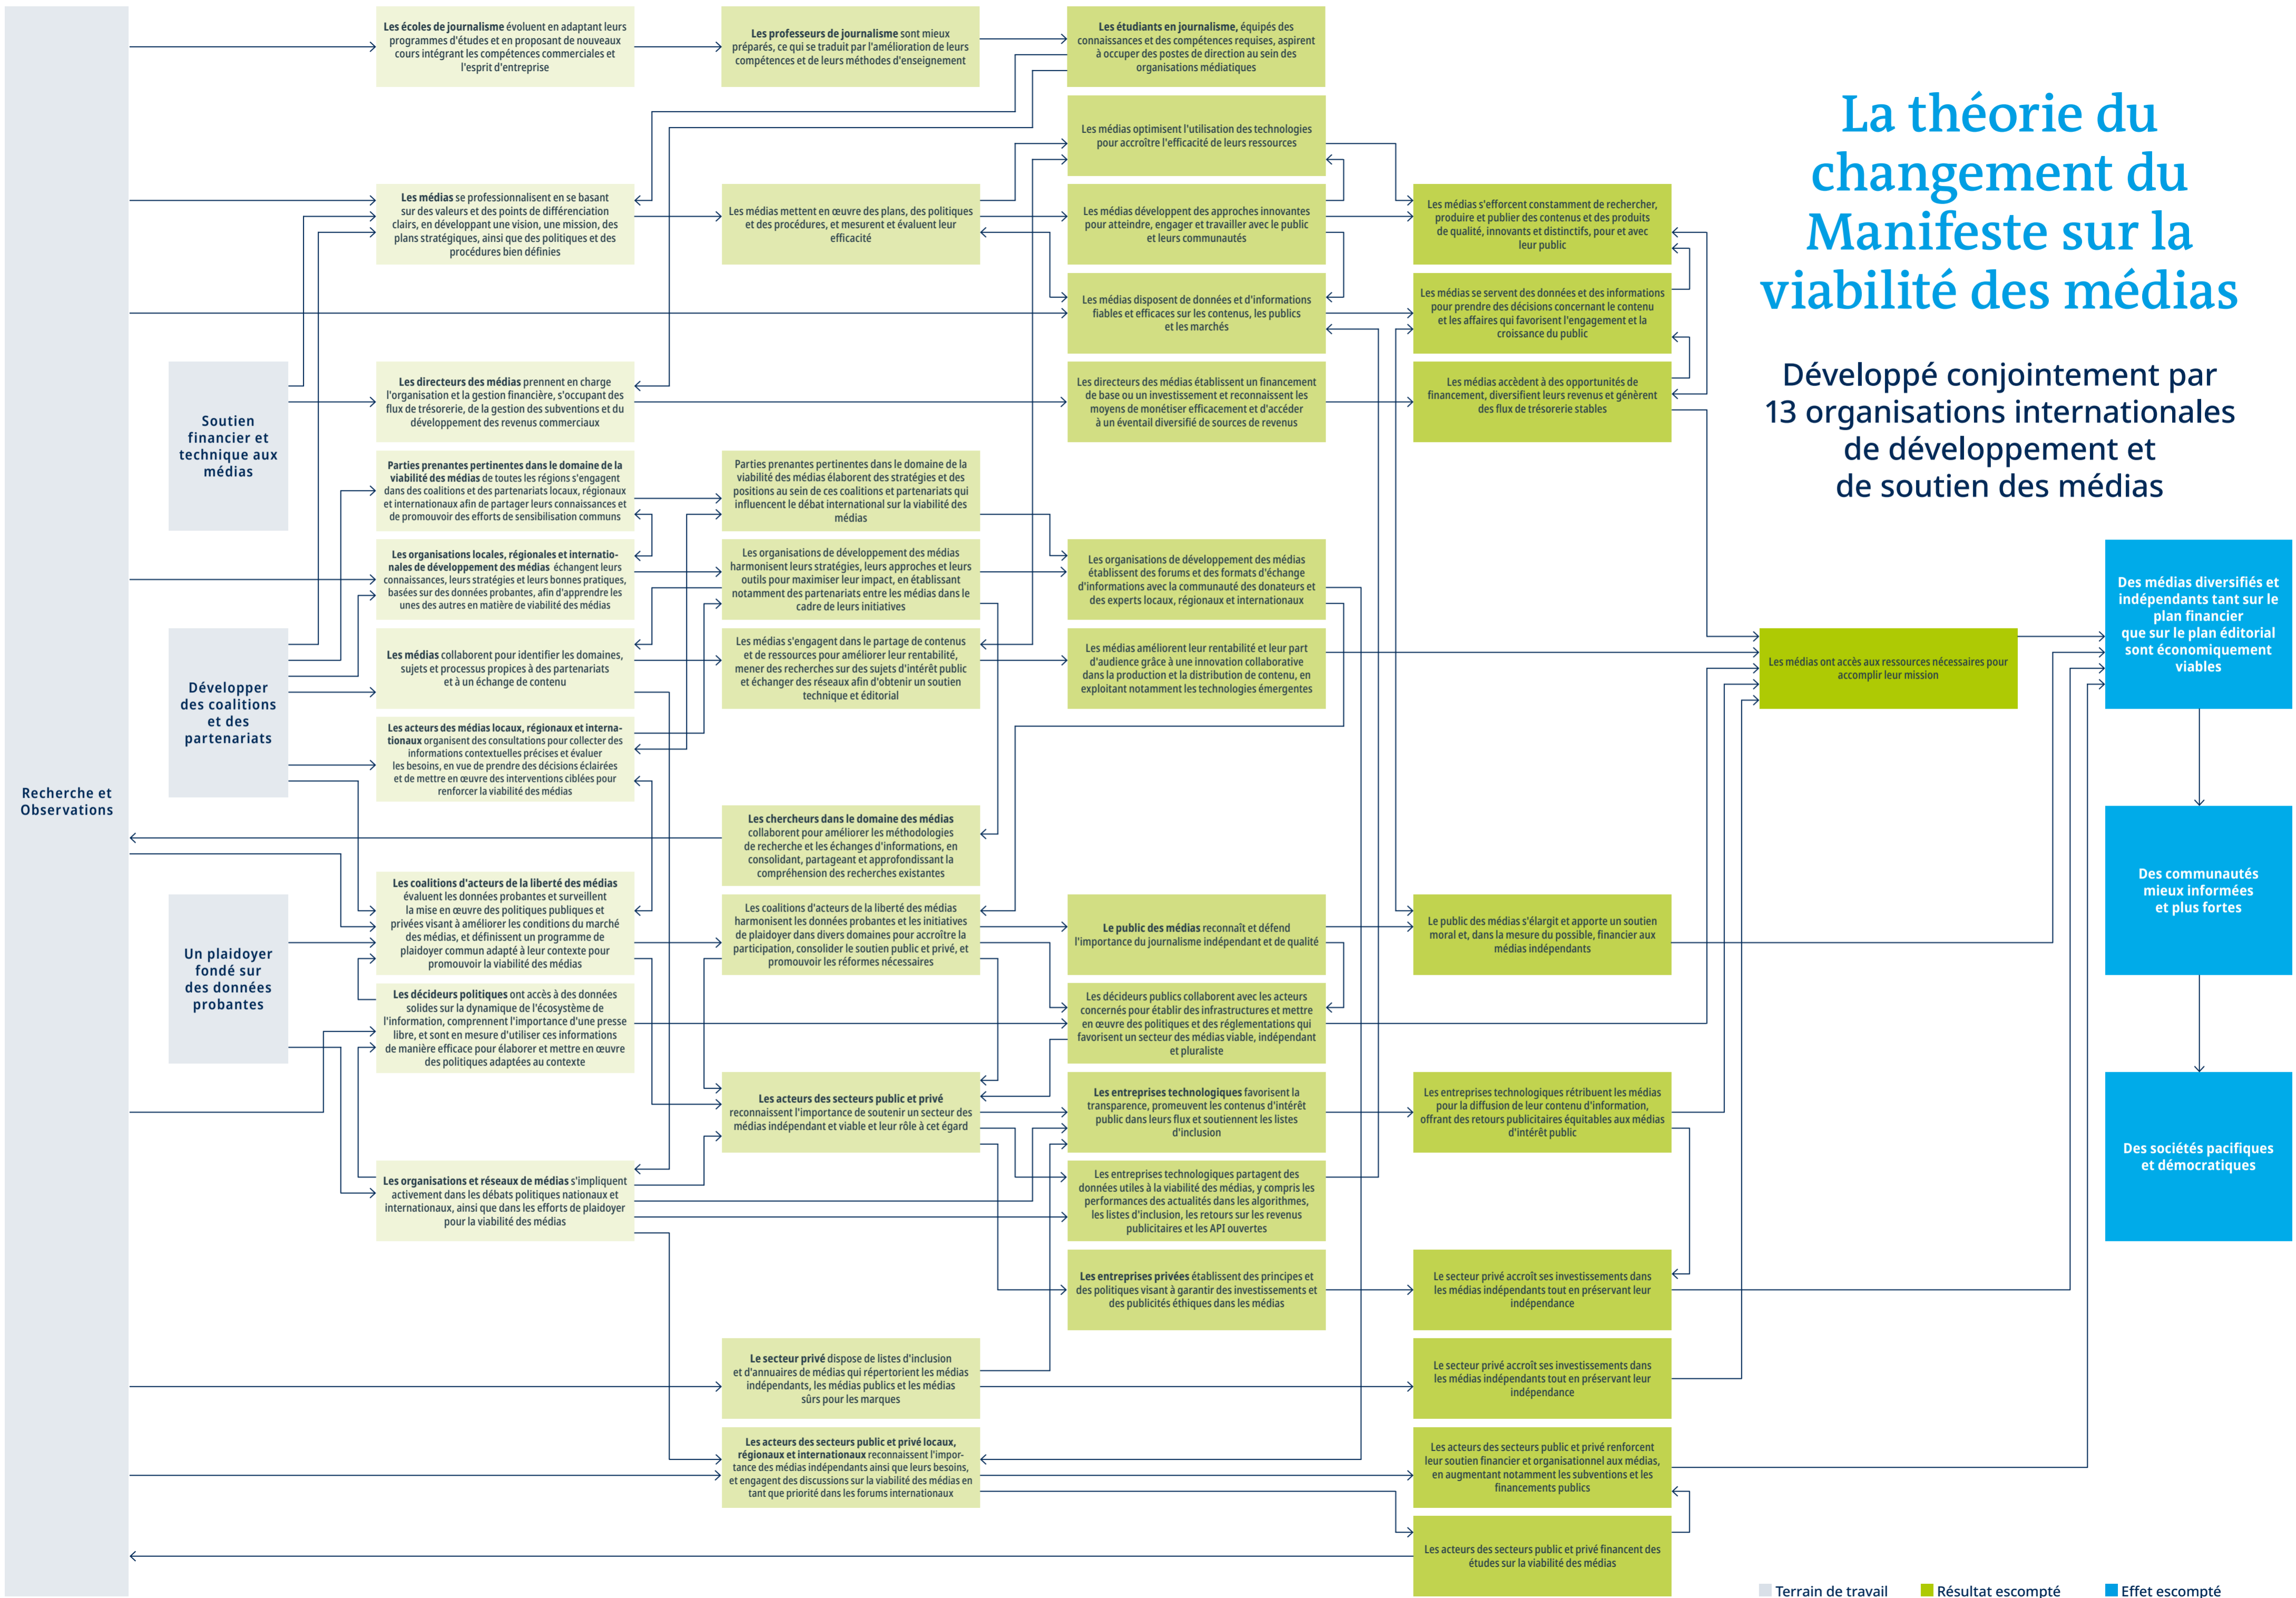 La théorie du
changement du
Manifeste sur la
viabilité des médias
Développé conjointement par
13 organisations internationales
de développement et
de soutien des médias
Recherche et
Observations
Soutien
financier et
technique aux
médias
Développer
des coalitions
et des
partenariats
Un plaidoyer
fondé sur
des données
probantes
Les écoles de journalisme évoluent en adaptant leurs
programmes d'études et en proposant de nouveaux
cours intégrant les compétences commerciales et
l'esprit d'entreprise
Les médias se professionnalisent en se basant
sur des valeurs et des points de différenciation
clairs, en développant une vision, une mission, des
plans stratégiques, ainsi que des politiques et des
procédures bien définies
Les directeurs des médias prennent en charge
l'organisation et la gestion financière, s'occupant des
flux de trésorerie, de la gestion des subventions et du
développement des revenus commerciaux
Parties prenantes pertinentes dans le domaine de la
viabilité des médias de toutes les régions s'engagent
dans des coalitions et des partenariats locaux, régionaux
et internationaux afin de partager leurs connaissances et
de promouvoir des efforts de sensibilisation communs
Les organisations locales, régionales et internatio-
nales de développement des médias échangent leurs
connaissances, leurs stratégies et leurs bonnes pratiques,
basées sur des données probantes, afin d'apprendre les
unes des autres en matière de viabilité des médias
Les médias collaborent pour identifier les domaines,
sujets et processus propices à des partenariats
et à un échange de contenu
Les acteurs des médias locaux, régionaux et interna-
tionaux organisent des consultations pour collecter des
informations contextuelles précises et évaluer
les besoins, en vue de prendre des décisions éclairées
et de mettre en œuvre des interventions ciblées pour
renforcer la viabilité des médias
Les coalitions d'acteurs de la liberté des médias
évaluent les données probantes et surveillent
la mise en œuvre des politiques publiques et
privées visant à améliorer les conditions du marché
des médias, et définissent un programme de
plaidoyer commun adapté à leur contexte pour
promouvoir la viabilité des médias
Les décideurs politiques ont accès à des données
solides sur la dynamique de l'écosystème de
l'information, comprennent l'importance d'une presse
libre, et sont en mesure d'utiliser ces informations
de manière efficace pour élaborer et mettre en œuvre
des politiques adaptées au contexte
Les organisations et réseaux de médias s'impliquent
activement dans les débats politiques nationaux et
internationaux, ainsi que dans les efforts de plaidoyer
pour la viabilité des médias
Les professeurs de journalisme sont mieux
préparés, ce qui se traduit par l'amélioration de leurs
compétences et de leurs méthodes d'enseignement
Les médias mettent en œuvre des plans, des politiques
et des procédures, et mesurent et évaluent leur
efficacité
Parties prenantes pertinentes dans le domaine de la
viabilité des médias élaborent des stratégies et des
positions au sein de ces coalitions et partenariats qui
influencent le débat international sur la viabilité des
médias
Les organisations de développement des médias
harmonisent leurs stratégies, leurs approches et leurs
outils pour maximiser leur impact, en établissant
notamment des partenariats entre les médias dans le
cadre de leurs initiatives
Les médias s'engagent dans le partage de contenus
et de ressources pour améliorer leur rentabilité,
mener des recherches sur des sujets d'intérêt public
et échanger des réseaux afin d'obtenir un soutien
technique et éditorial
Les chercheurs dans le domaine des médias
collaborent pour améliorer les méthodologies
de recherche et les échanges d'informations, en
consolidant, partageant et approfondissant la
compréhension des recherches existantes
Les coalitions d'acteurs de la liberté des médias
harmonisent les données probantes et les initiatives
de plaidoyer dans divers domaines pour accroître la
participation, consolider le soutien public et privé, et
promouvoir les réformes nécessaires
Les acteurs des secteurs public et privé
reconnaissent l'importance de soutenir un secteur des
médias indépendant et viable et leur rôle à cet égard
Le secteur privé dispose de listes d'inclusion
et d'annuaires de médias qui répertorient les médias
indépendants, les médias publics et les médias
sûrs pour les marques
Les acteurs des secteurs public et privé locaux,
régionaux et internationaux reconnaissent l'impor-
tance des médias indépendants ainsi que leurs besoins,
et engagent des discussions sur la viabilité des médias en
tant que priorité dans les forums internationaux
Les étudiants en journalisme, équipés des
connaissances et des compétences requises, aspirent
à occuper des postes de direction au sein des
organisations médiatiques
Les médias optimisent l'utilisation des technologies
pour accroître l'efficacité de leurs ressources
Les médias développent des approches innovantes
pour atteindre, engager et travailler avec le public
et leurs communautés
Les médias disposent de données et d'informations
fiables et efficaces sur les contenus, les publics
et les marchés
Les directeurs des médias établissent un financement
de base ou un investissement et reconnaissent les
moyens de monétiser efficacement et d'accéder
à un éventail diversifié de sources de revenus
Les organisations de développement des médias
établissent des forums et des formats d'échange
d'informations avec la communauté des donateurs et
des experts locaux, régionaux et internationaux
Les médias améliorent leur rentabilité et leur part
d'audience grâce à une innovation collaborative
dans la production et la distribution de contenu, en
exploitant notamment les technologies émergentes
Le public des médias reconnaît et défend
l'importance du journalisme indépendant et de qualité
Les décideurs publics collaborent avec les acteurs
concernés pour établir des infrastructures et mettre
en œuvre des politiques et des réglementations qui
favorisent un secteur des médias viable, indépendant
et pluraliste
Les entreprises technologiques favorisent la
transparence, promeuvent les contenus d'intérêt
public dans leurs flux et soutiennent les listes
d'inclusion
Les entreprises technologiques partagent des
données utiles à la viabilité des médias, y compris les
performances des actualités dans les algorithmes,
les listes d'inclusion, les retours sur les revenus
publicitaires et les API ouvertes
Les entreprises privées établissent des principes et
des politiques visant à garantir des investissements et
des publicités éthiques dans les médias
Les médias s'efforcent constamment de rechercher,
produire et publier des contenus et des produits
de qualité, innovants et distinctifs, pour et avec
leur public
Les médias se servent des données et des informations
pour prendre des décisions concernant le contenu
et les affaires qui favorisent l'engagement et la
croissance du public
Les médias accèdent à des opportunités de
financement, diversifient leurs revenus et génèrent
des flux de trésorerie stables
Le public des médias s'élargit et apporte un soutien
moral et, dans la mesure du possible, financier aux
médias indépendants
Les entreprises technologiques rétribuent les médias
pour la diffusion de leur contenu d'information,
offrant des retours publicitaires équitables aux médias
d'intérêt public
Le secteur privé accroît ses investissements dans
les médias indépendants tout en préservant leur
indépendance
Le secteur privé accroît ses investissements dans
les médias indépendants tout en préservant leur
indépendance
Les acteurs des secteurs public et privé renforcent
leur soutien financier et organisationnel aux médias,
en augmentant notamment les subventions et les
financements publics
Les acteurs des secteurs public et privé financent des
études sur la viabilité des médias
Les médias ont accès aux ressources nécessaires pour
accomplir leur mission
Des médias diversifiés et
indépendants tant sur le
plan financier
que sur le plan éditorial
sont économiquement
viables
Des communautés
mieux informées
et plus fortes
Des sociétés pacifiques
et démocratiques
Terrain de travail
Résultat escompté
Effet escompté